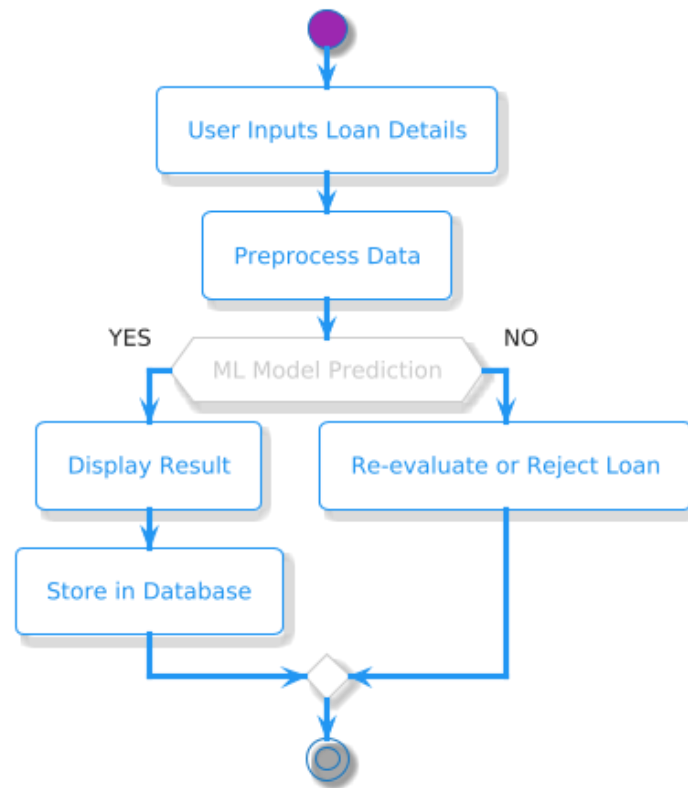 User Inputs Loan Details
Preprocess Data
YES
ML Model Prediction
NO
Display Result
Re-evaluate or Reject Loan
Store in Database